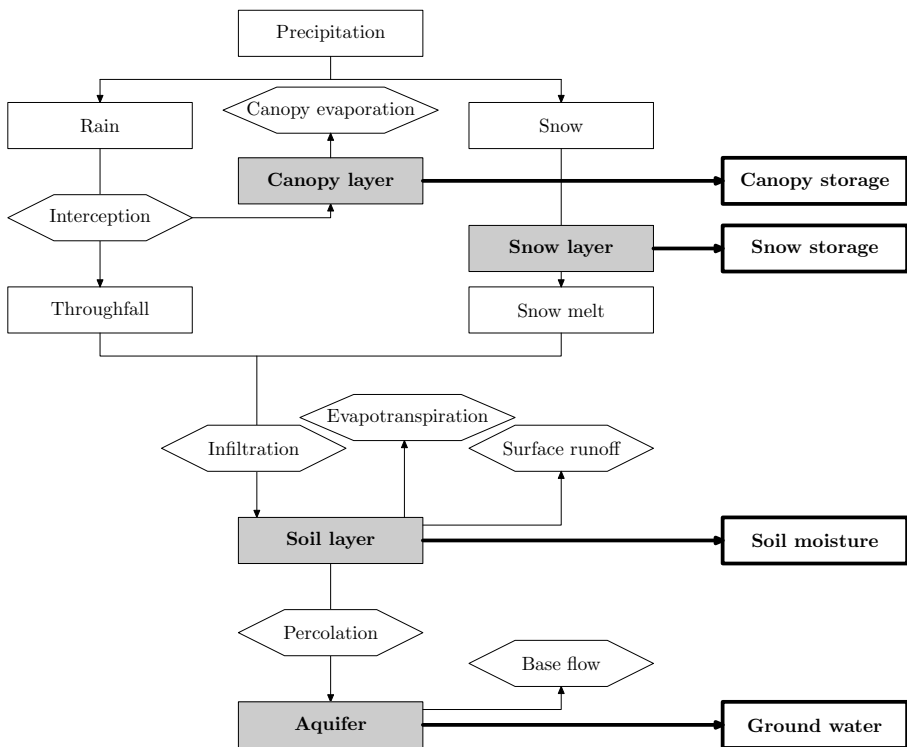 Precipitation
Canopy evaporation
Rain
Snow
Canopy layer
Canopy storage
Interception
Snow layer
Snow storage
Throughfall
Snow melt
Evapotranspiration
Infiltration
Surface runoff
Soil layer
Soil moisture
Percolation
Base flow
Aquifer
Ground water